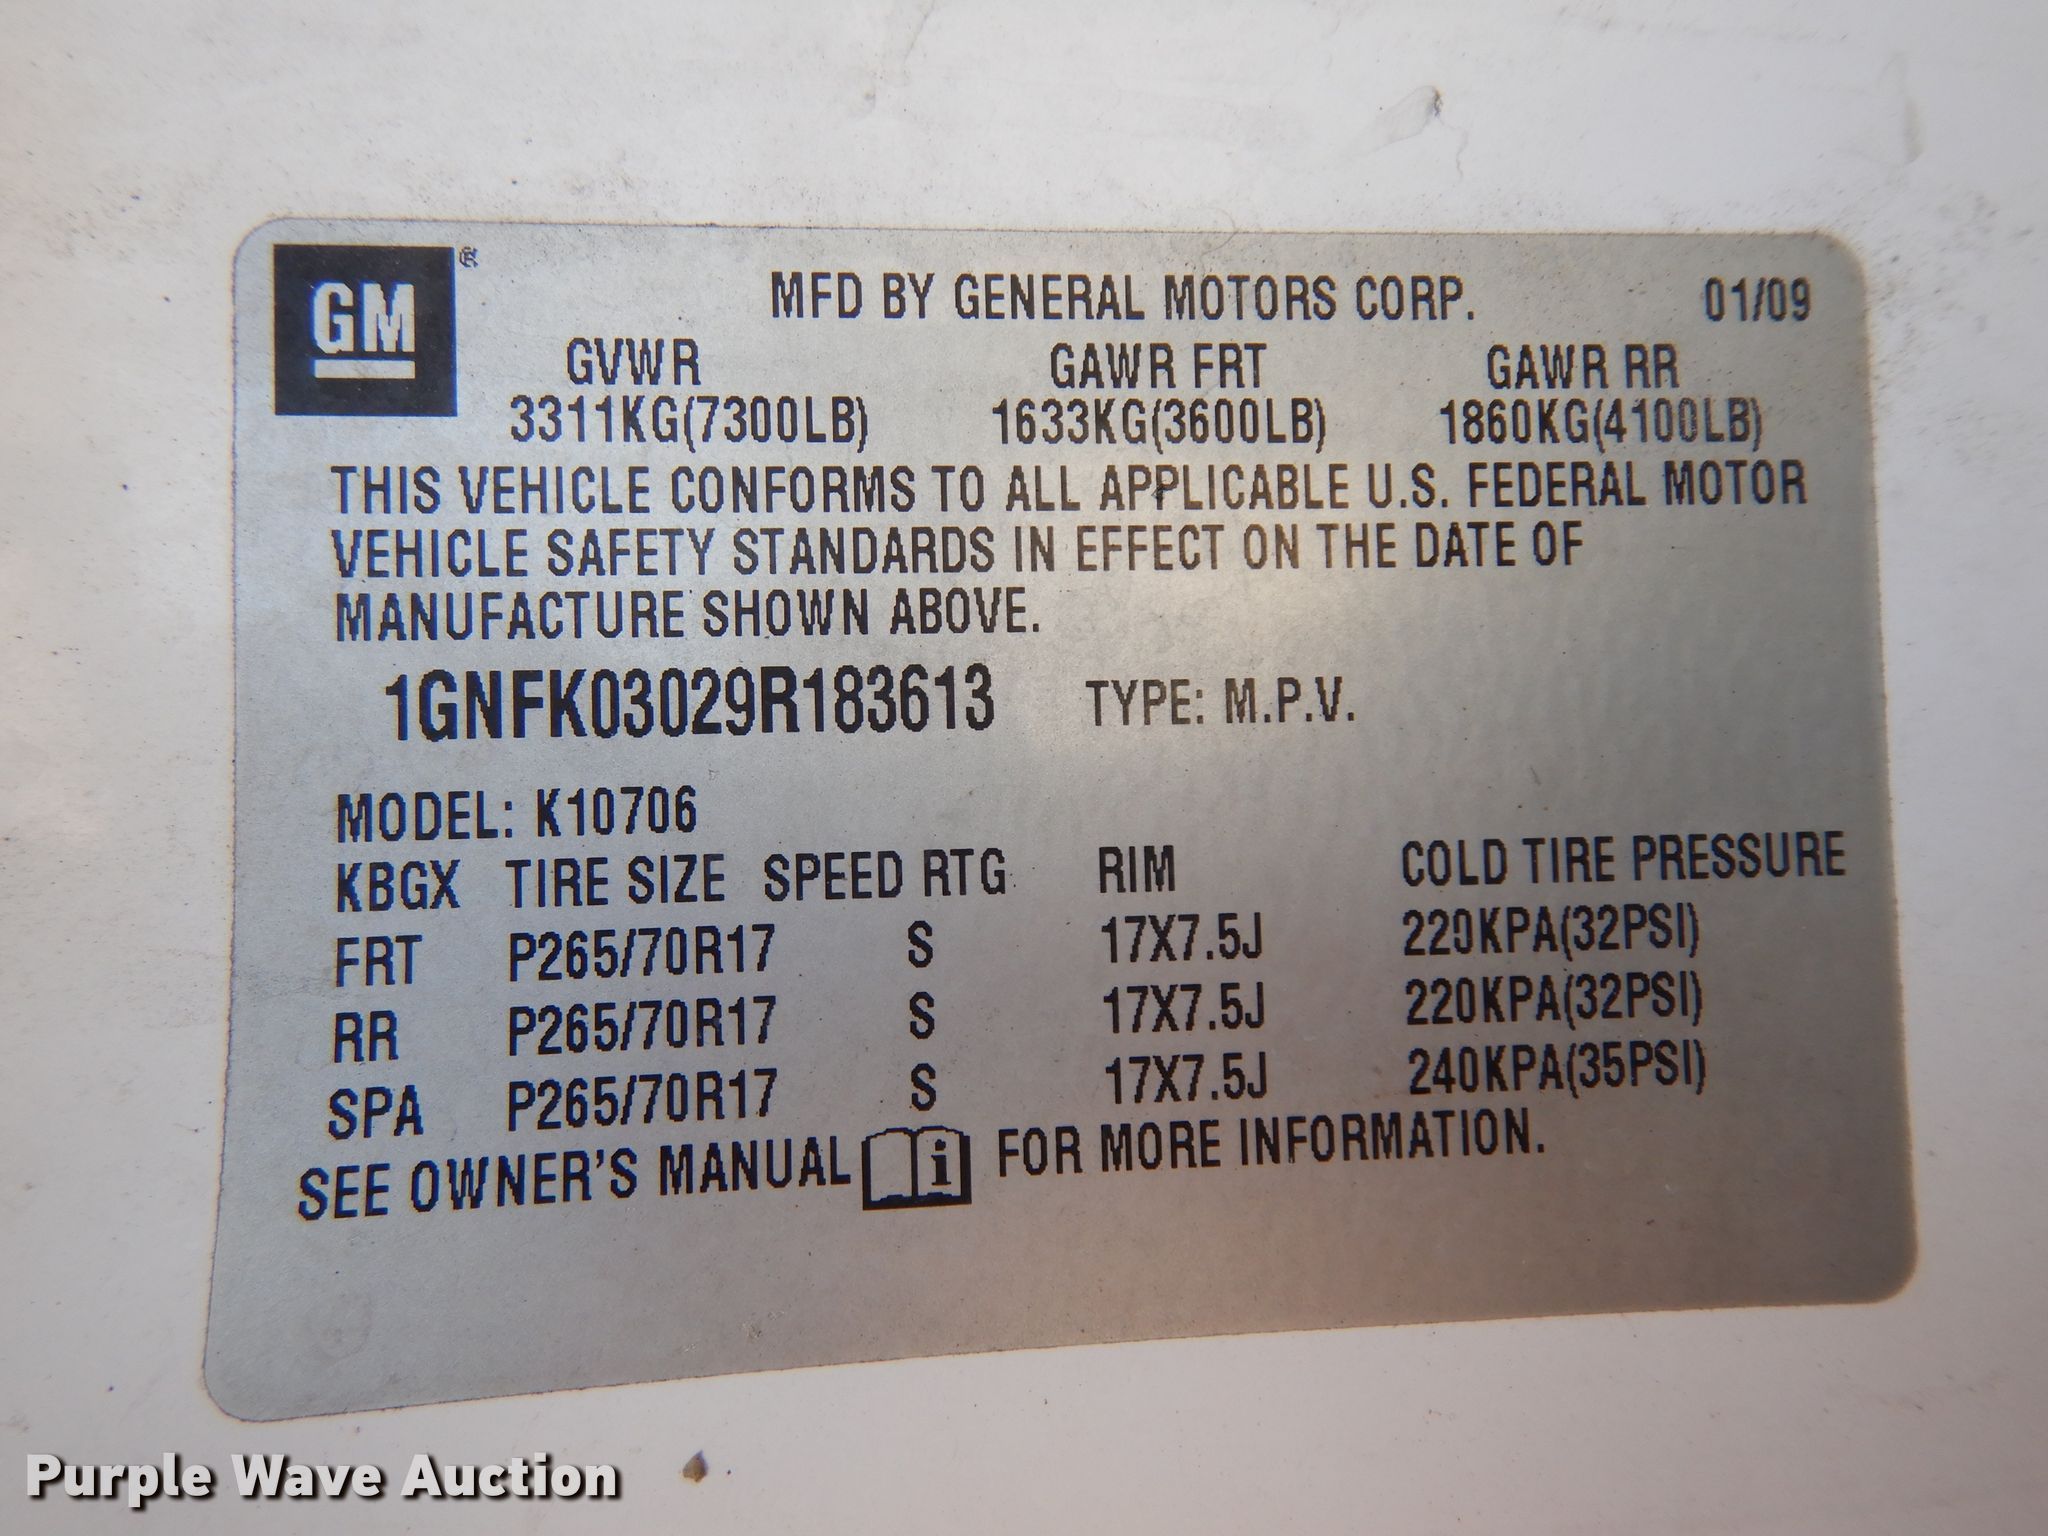 GM ®
MFD BY GENERAL MOTORS CORP. 01/09
GVWR GAWR FRT GAWR RR
3311KG(7300LB) 1633KG(3600LB) 1860KG(4100LB)
THIS VEHICLE CONFORMS TO ALL APPLICABLE U.S. FEDERAL MOTOR
VEHICLE SAFETY STANDARDS IN EFFECT ON THE DATE OF
MANUFACTURE SHOWN ABOVE.
1GNFK03029R183613 TYPE: M.P.V.
MODEL: K10706
KBGX TIRE SIZE SPEED RTG RIM COLD TIRE PRESSURE
FRT P265/70R17 S 17X7.5J 220KPA(32PSI)
RR P265/70R17 S 17X7.5J 220KPA(32PSI)
SPA P265/70R17 S 17X7.5J 240KPA(35PSI)
SEE OWNER'S MANUAL i FOR MORE INFORMATION.
Purple Wave Auction